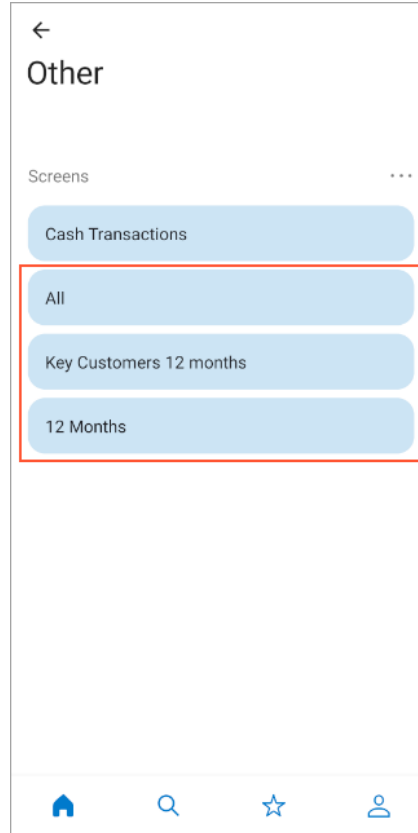 Other
Screens
Cash Transactions
All
Key Customers 12 months
12 Months